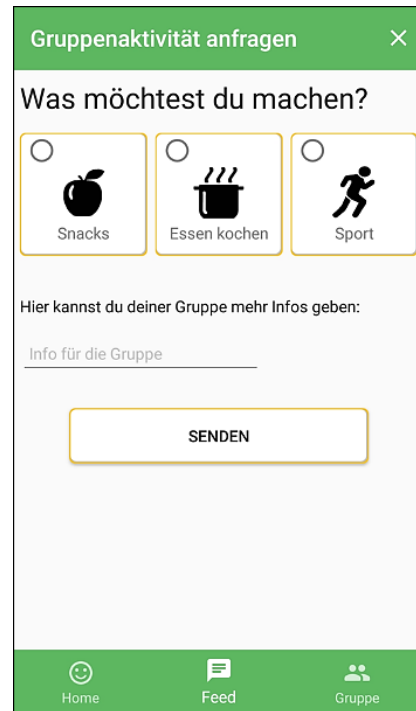 Gruppenaktivität anfragen
Was möchtest du machen?
Snacks Essen kochen Sport
Hier kannst du deiner Gruppe mehr Infos geben:
Info für die Gruppe
SENDEN
Home Feed Gruppe